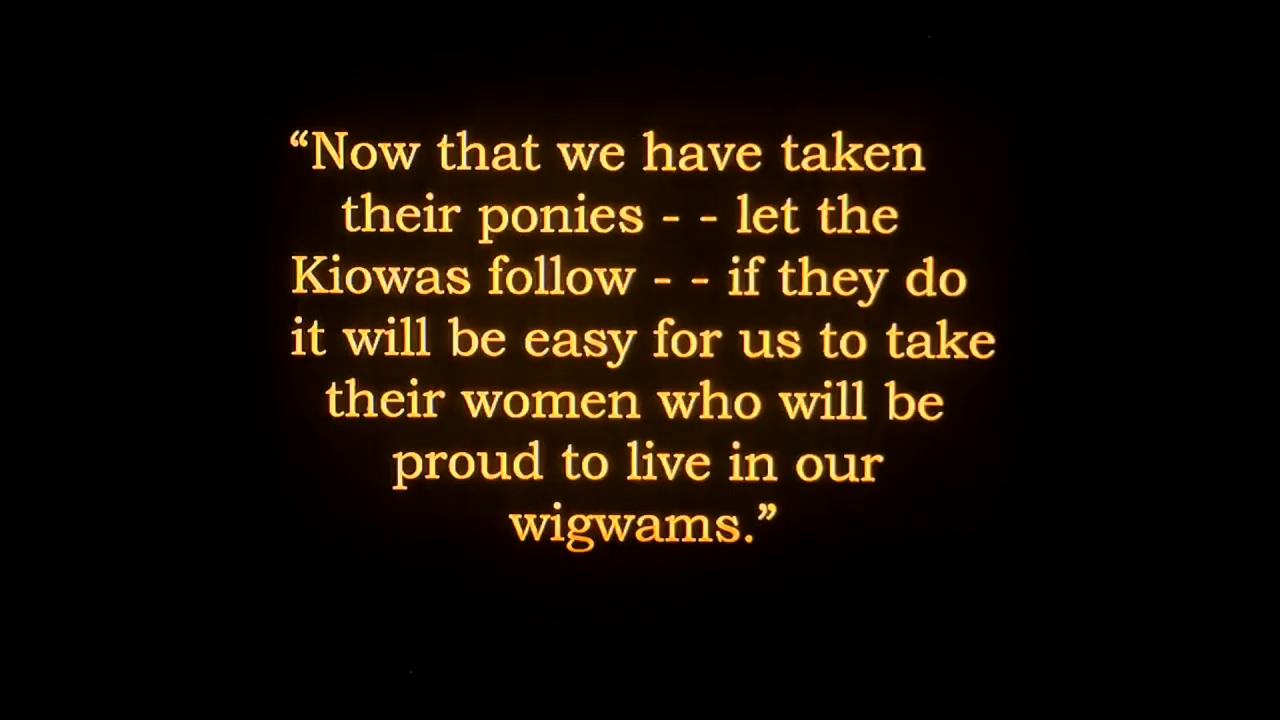 “Now that we have taken
their ponies - - let the
Kiowas follow - - if they do
it will be easy for us to take
their women who will be
proud to live in our
wigwams.”